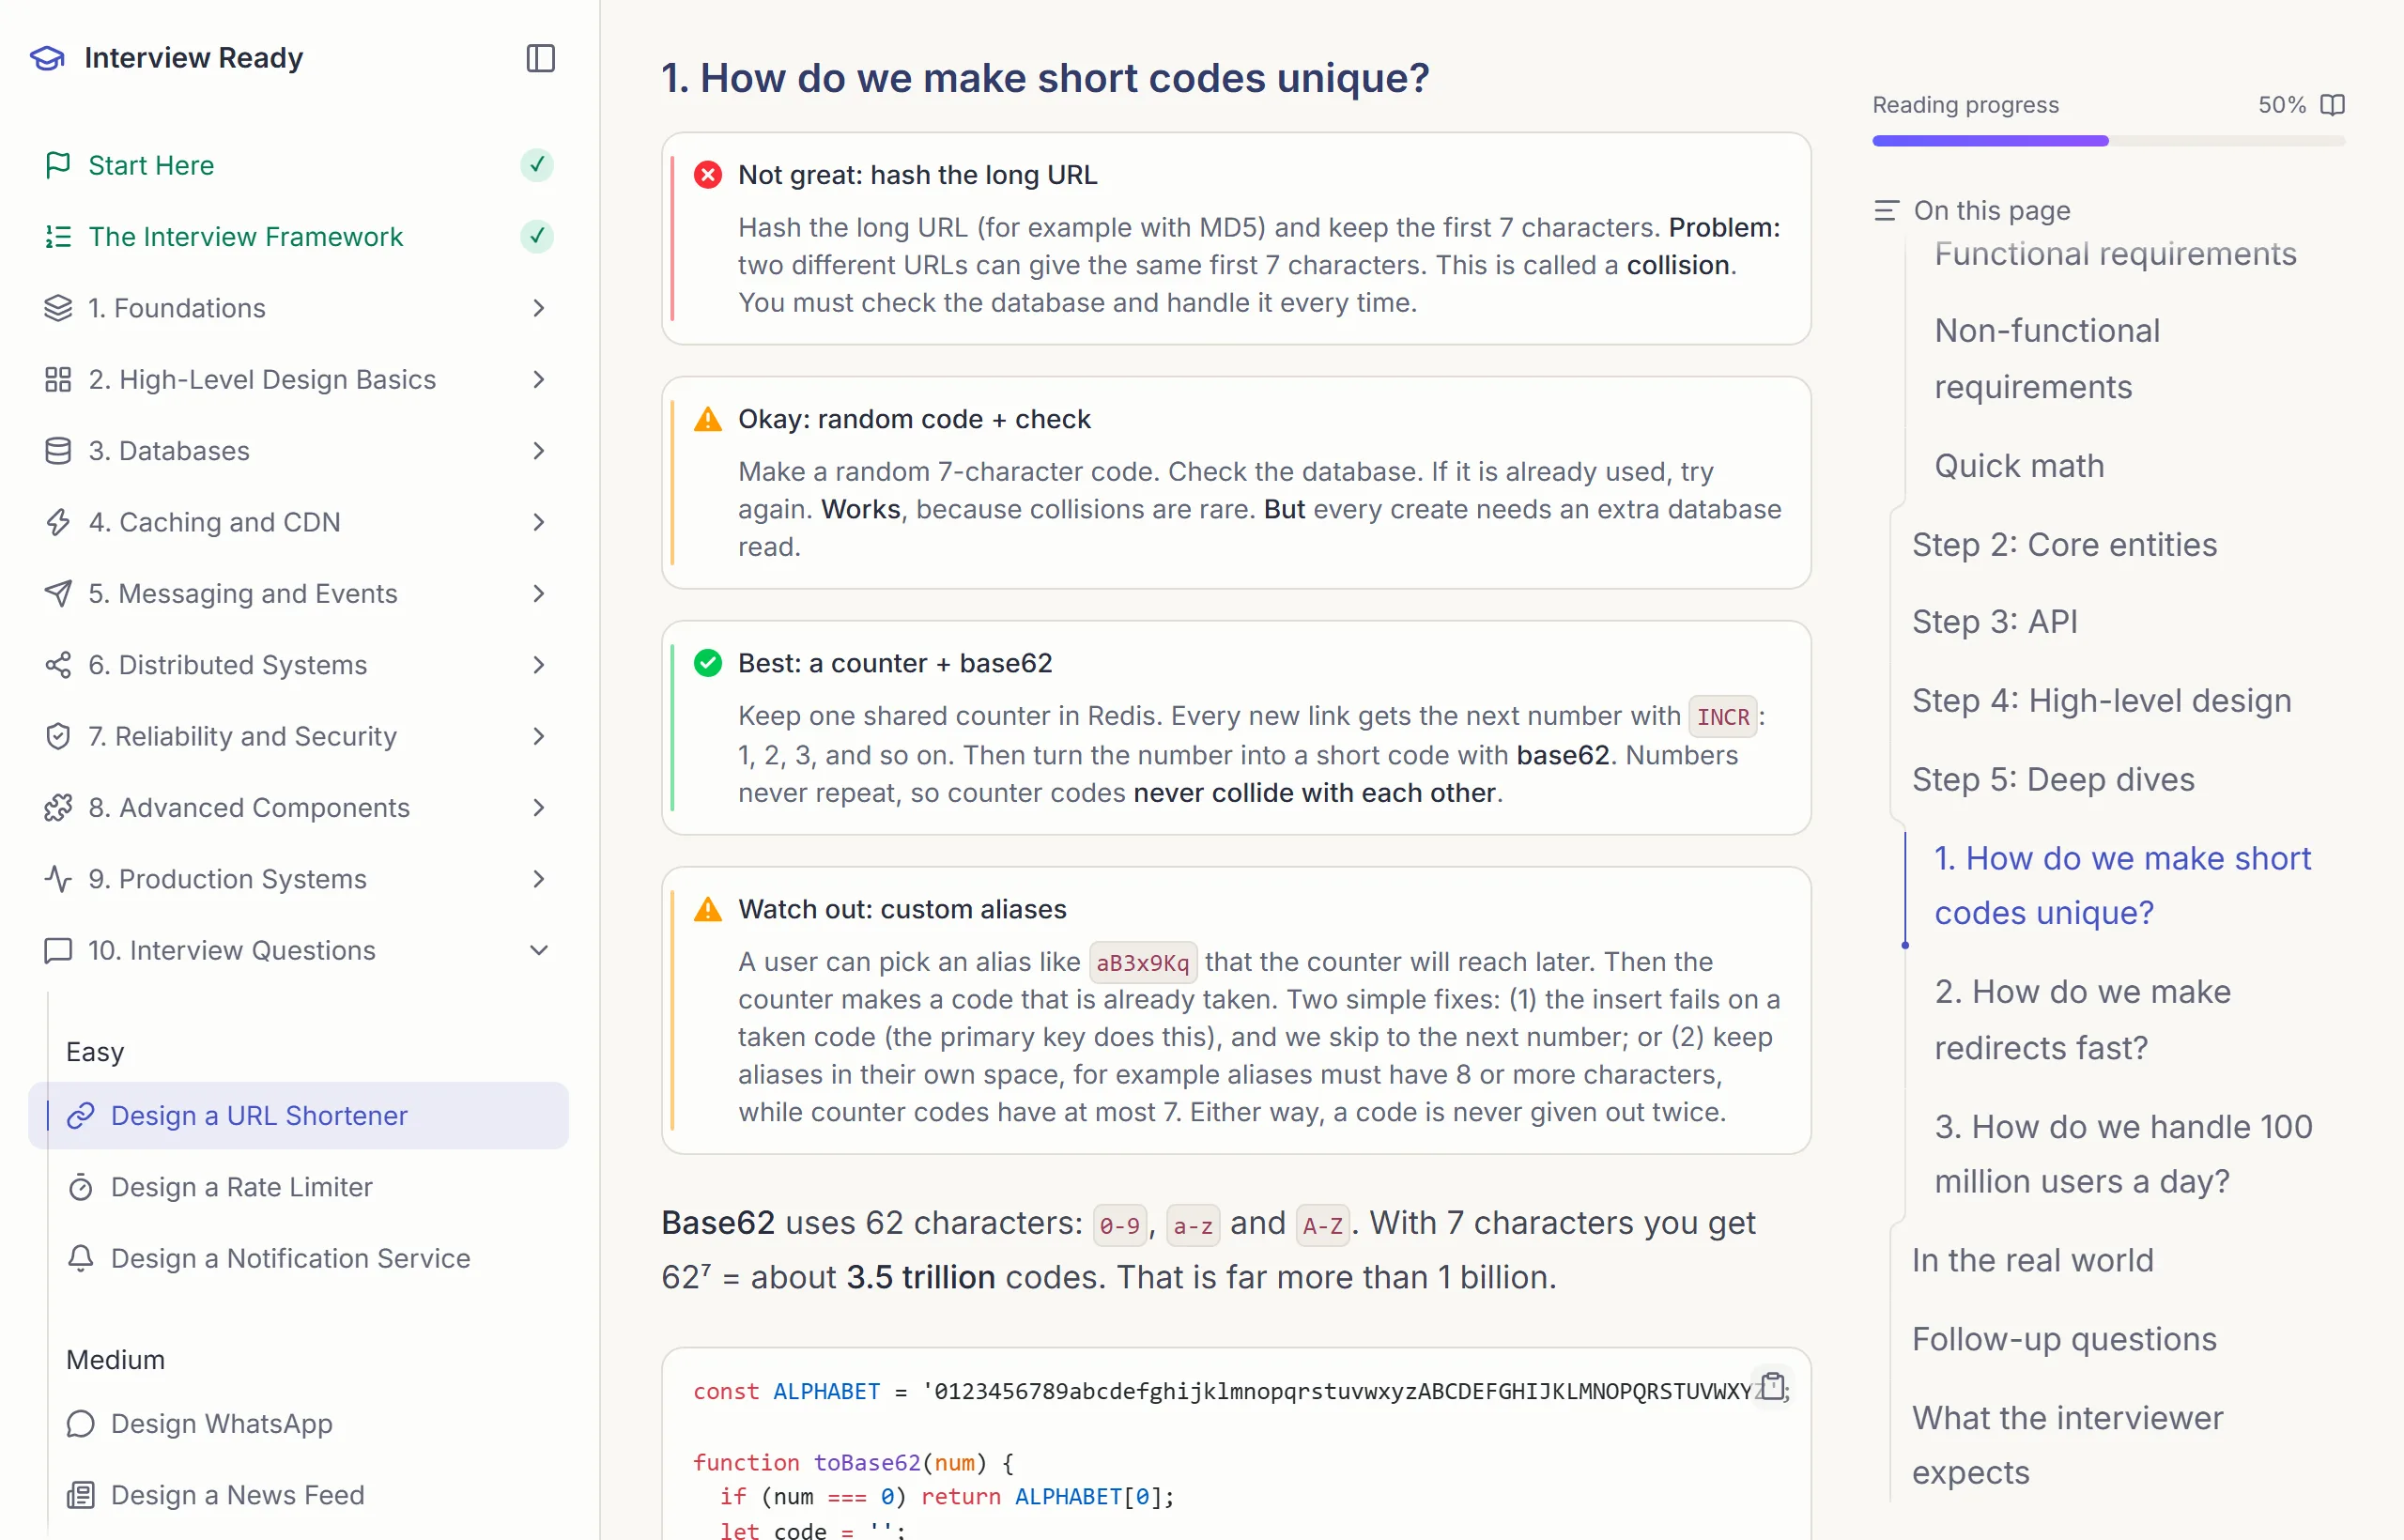 Interview Ready
Start Here
The Interview Framework
1. Foundations
2. High-Level Design Basics
3. Databases
4. Caching and CDN
5. Messaging and Events
6. Distributed Systems
7. Reliability and Security
8. Advanced Components
9. Production Systems
10. Interview Questions
Easy
Design a URL Shortener
Design a Rate Limiter
Design a Notification Service
Medium
Design WhatsApp
Design a News Feed
1. How do we make short codes unique?
Not great: hash the long URL
Hash the long URL (for example with MD5) and keep the first 7 characters. Problem:
two different URLs can give the same first 7 characters. This is called a collision.
You must check the database and handle it every time.
Okay: random code + check
Make a random 7-character code. Check the database. If it is already used, try
again. Works, because collisions are rare. But every create needs an extra database
read.
Best: a counter + base62
Keep one shared counter in Redis. Every new link gets the next number with INCR:
1, 2, 3, and so on. Then turn the number into a short code with base62. Numbers
never repeat, so counter codes never collide with each other.
Watch out: custom aliases
A user can pick an alias like aB3x9Kq that the counter will reach later. Then the
counter makes a code that is already taken. Two simple fixes: (1) the insert fails on a
taken code (the primary key does this), and we skip to the next number; or (2) keep
aliases in their own space, for example aliases must have 8 or more characters,
while counter codes have at most 7. Either way, a code is never given out twice.
Base62 uses 62 characters: 0-9, a-z and A-Z. With 7 characters you get
62⁷ = about 3.5 trillion codes. That is far more than 1 billion.
const ALPHABET = '0123456789abcdefghijklmnopqrstuvwxyzABCDEFGHIJKLMNOPQRSTUVWXYZ';
function toBase62(num) {
if (num === 0) return ALPHABET[0];
let code = '';
Reading progress 50%
On this page
Functional requirements
Non-functional
requirements
Quick math
Step 2: Core entities
Step 3: API
Step 4: High-level design
Step 5: Deep dives
1. How do we make short
codes unique?
2. How do we make
redirects fast?
3. How do we handle 100
million users a day?
In the real world
Follow-up questions
What the interviewer
expects